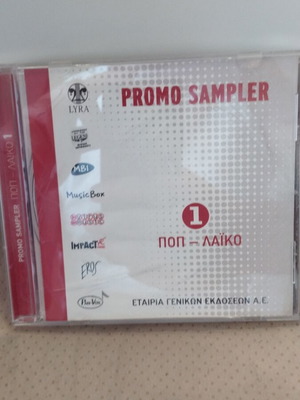 PROMO SAMPLER
LYRA
MBI
MusicBox
IMPACT
EROS
1
ΠΟΠ – ΛΑΪΚΟ
ΕΤΑΙΡΙΑ ΓΕΝΙΚΩΝ ΕΚΔΟΣΕΩΝ Α.Ε.
PROMO SAMPLER ΠΟΠ - ΛΑΪΚΟ 1